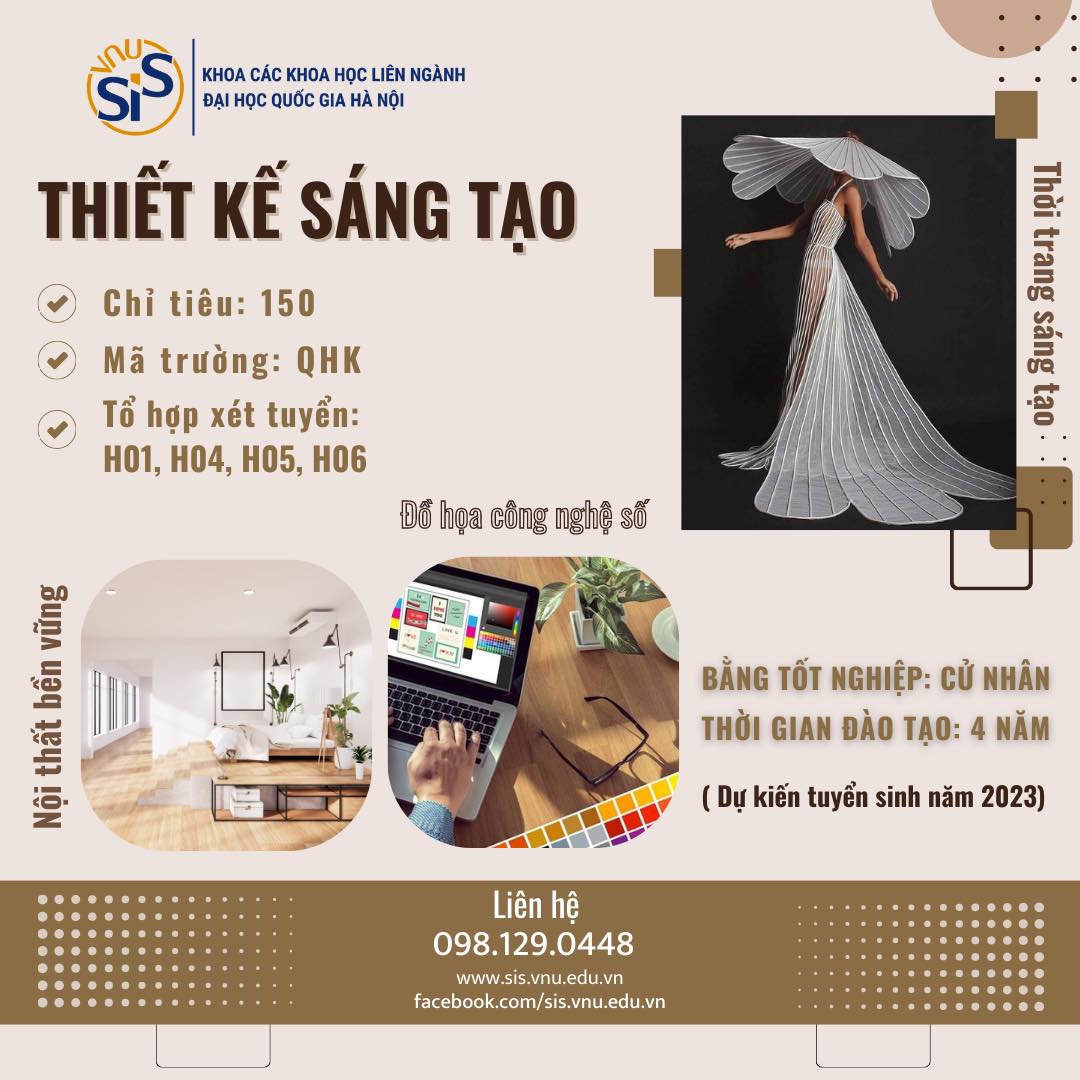 VNU
SIS
KHOA CÁC KHOA HỌC LIÊN NGÀNH
ĐẠI HỌC QUỐC GIA HÀ NỘI
THIẾT KẾ SÁNG TẠO
Chỉ tiêu: 150
Mã trường: QHK
Tổ hợp xét tuyển:
H01, H04, H05, H06
Thời trang sáng tạo
Đồ họa công nghệ số
Nội thất bền vững
BẰNG TỐT NGHIỆP: CỬ NHÂN
THỜI GIAN ĐÀO TẠO: 4 NĂM
( Dự kiến tuyển sinh năm 2023)
Liên hệ
098.129.0448
www.sis.vnu.edu.vn
facebook.com/sis.vnu.edu.vn